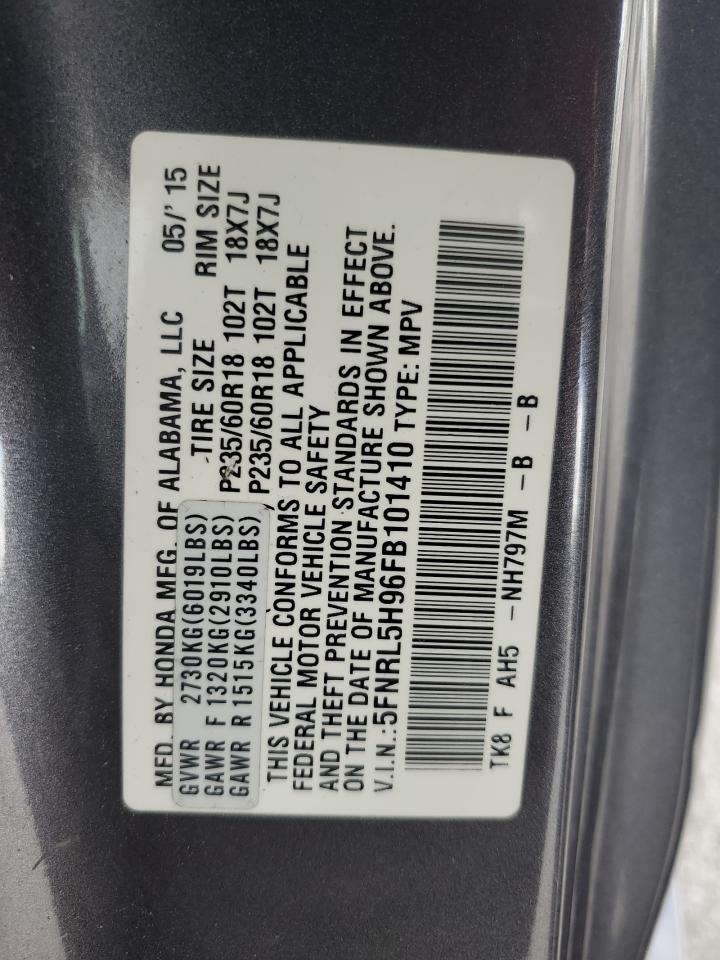 MFD. BY HONDA MFG. OF ALABAMA, LLC 05/'15
GVWR 2730KG(6019LBS) TIRE SIZE RIM SIZE
GAWR F 1320KG(2910LBS) P235/60R18 102T 18X7J
GAWR R 1515KG(3340LBS) P235/60R18 102T 18X7J
THIS VEHICLE CONFORMS TO ALL APPLICABLE
FEDERAL MOTOR VEHICLE SAFETY
AND THEFT PREVENTION STANDARDS IN EFFECT
ON THE DATE OF MANUFACTURE SHOWN ABOVE.
V.I.N.:5FNRL5H96FB101410 TYPE: MPV
TK8 F AH5 -NH797M -B -B